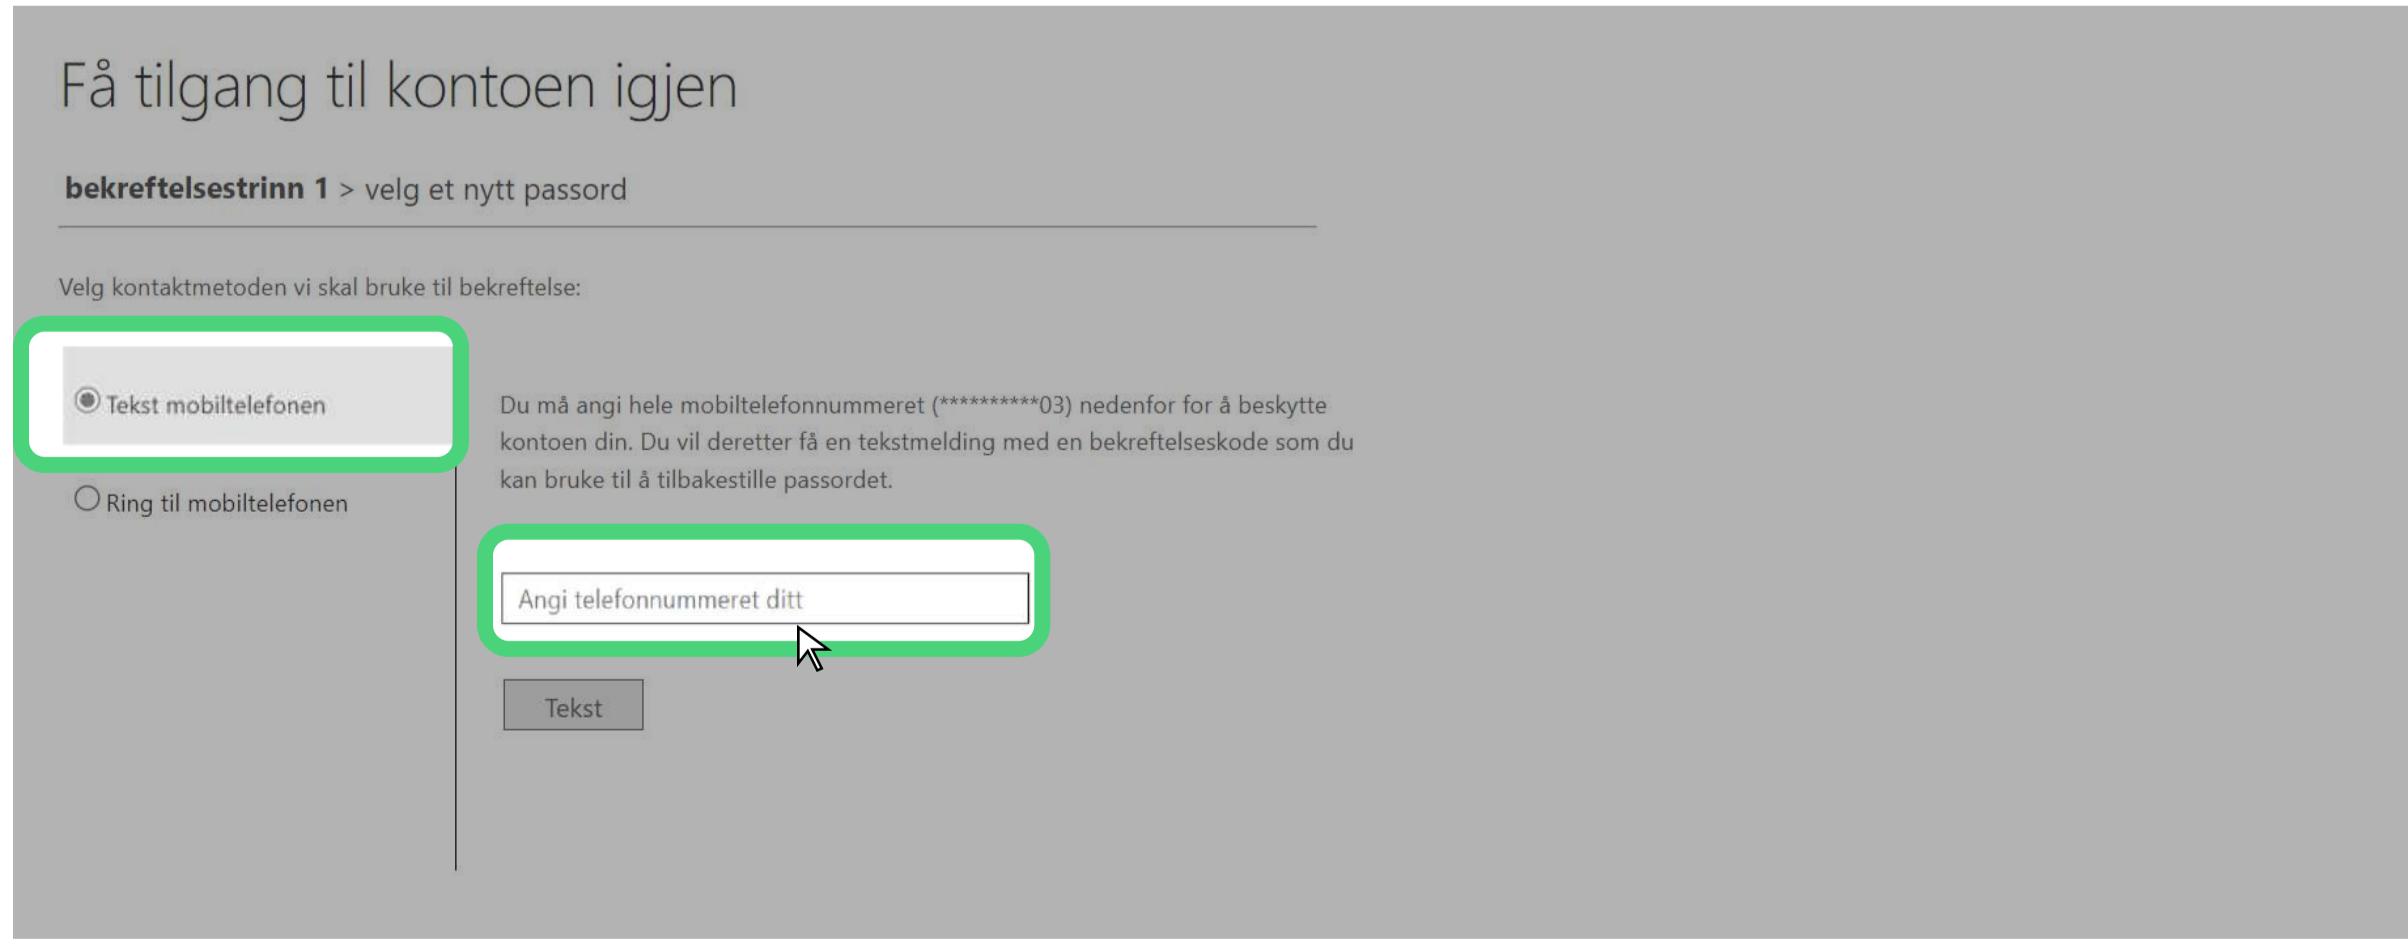 Få tilgang til kontoen igjen
bekreftelsestrinn 1 > velg et nytt passord
Velg kontaktmetoden vi skal bruke til bekreftelse:
Tekst mobiltelefonen
Ring til mobiltelefonen
Du må angi hele mobiltelefonnummeret (**********03) nedenfor for å beskytte
kontoen din. Du vil deretter få en tekstmelding med en bekreftelseskode som du
kan bruke til å tilbakestille passordet.
Angi telefonnummeret ditt
Tekst